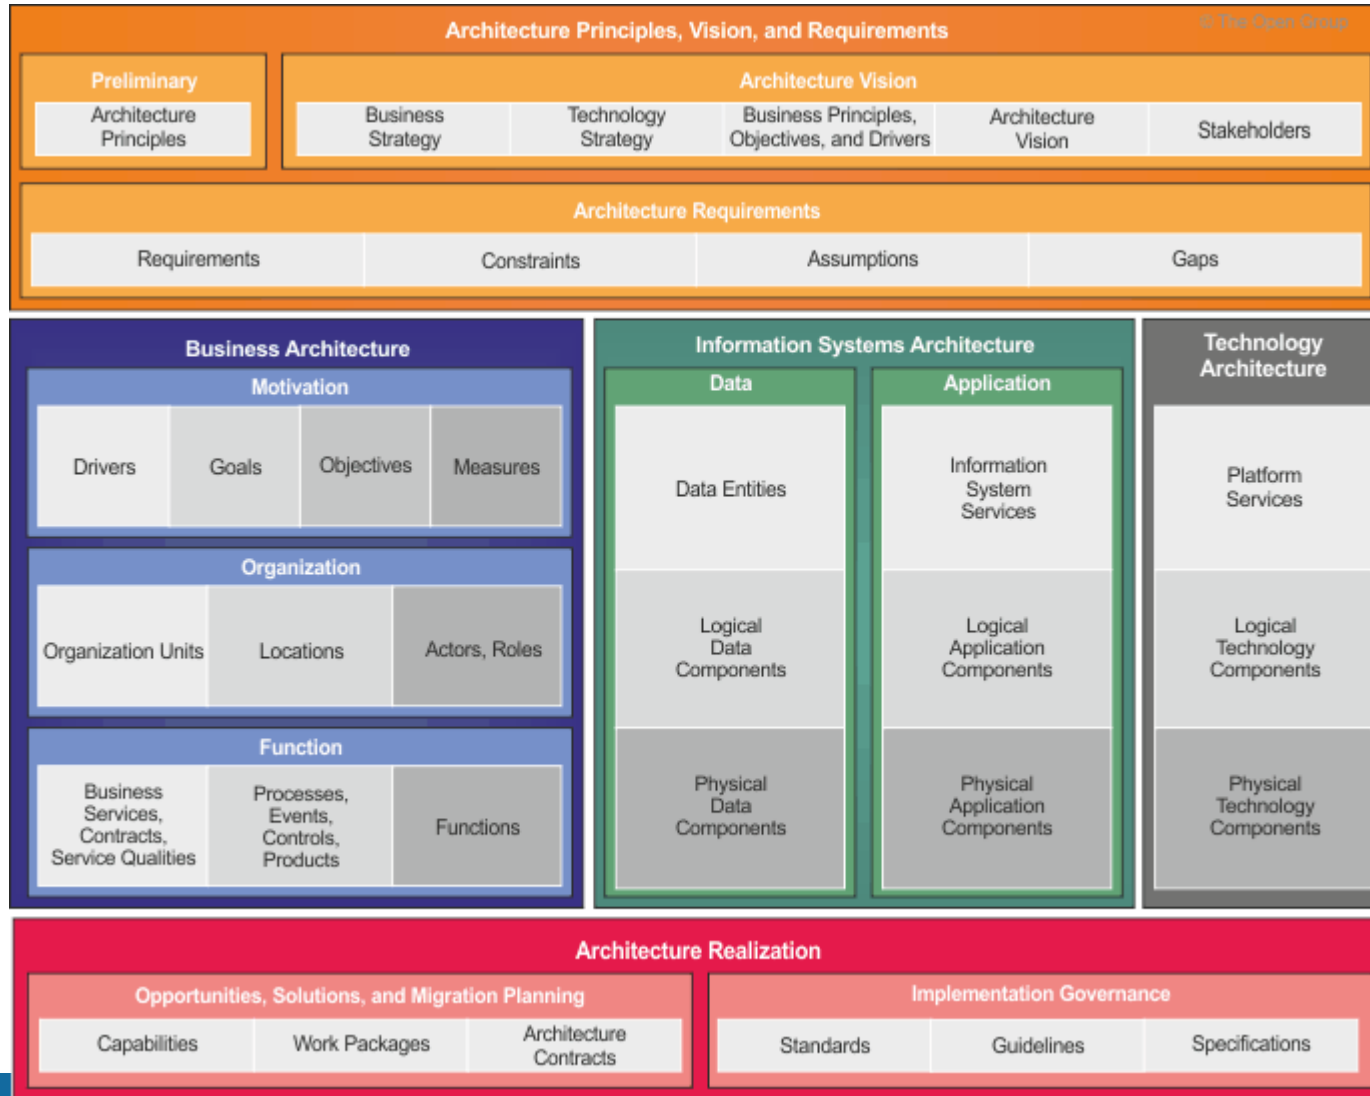 © The Open Group
Architecture Principles, Vision, and Requirements
Preliminary
Architecture
Principles
Architecture Vision
Business
Strategy
Technology
Strategy
Business Principles,
Objectives, and Drivers
Architecture
Vision
Stakeholders
Architecture Requirements
Requirements
Constraints
Assumptions
Gaps
Business Architecture
Motivation
Drivers
Goals
Objectives
Measures
Organization
Organization Units
Locations
Actors, Roles
Function
Business
Services,
Contracts,
Service Qualities
Processes,
Events,
Controls,
Products
Functions
Information Systems Architecture
Data
Data Entities
Logical
Data
Components
Physical
Data
Components
Application
Information
System
Services
Logical
Application
Components
Physical
Application
Components
Technology
Architecture
Platform
Services
Logical
Technology
Components
Physical
Technology
Components
Architecture Realization
Opportunities, Solutions, and Migration Planning
Capabilities
Work Packages
Architecture
Contracts
Implementation Governance
Standards
Guidelines
Specifications